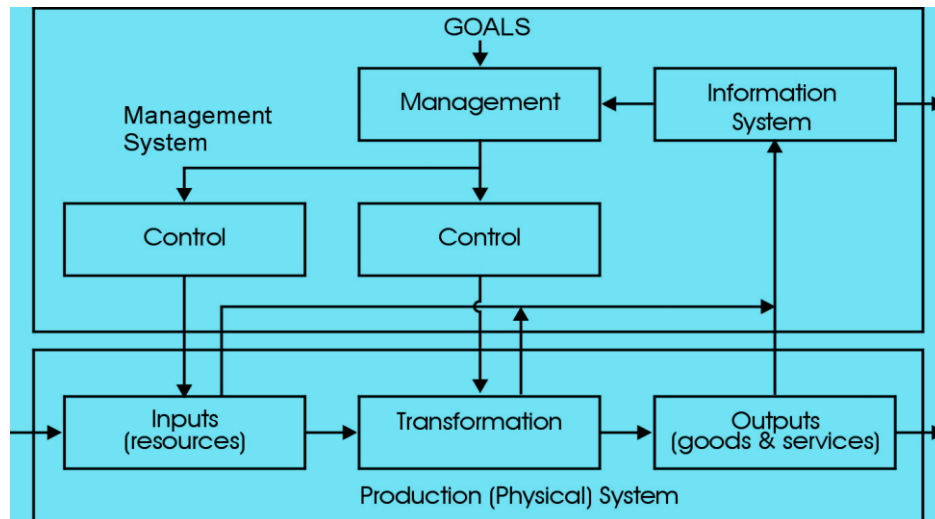 GOALS
Management
Information
System
Management
System
Control
Control
Inputs
(resources)
Transformation
Outputs
(goods & services)
Production (Physical) System